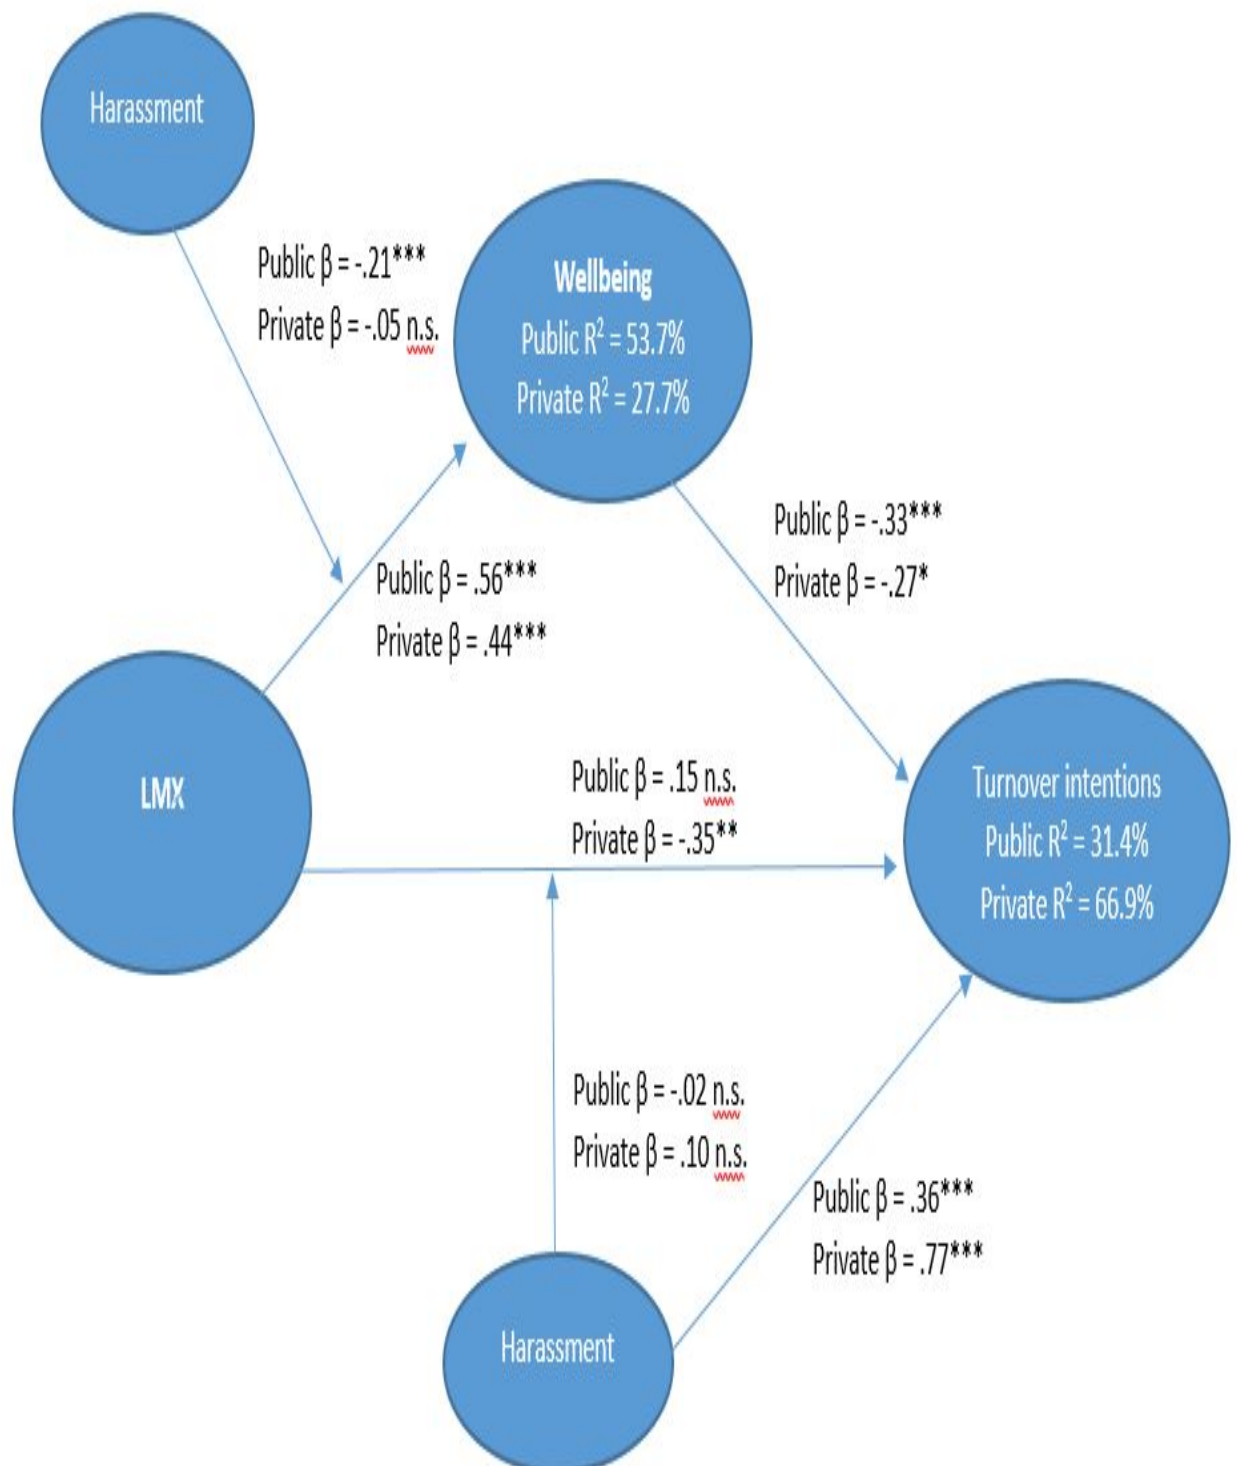 Harassment
Public β = -.21***
Private β = -.05 n.s.
Wellbeing
Public R² = 53.7%
Private R² = 27.7%
Public β = -.33***
Private β = -.27*
Public β = .56***
Private β = .44***
LMX
Public β = .15 n.s.
Private β = -.35**
Turnover intentions
Public R² = 31.4%
Private R² = 66.9%
Public β = -.02 n.s.
Private β = .10 n.s.
Public β = .36***
Private β = .77***
Harassment